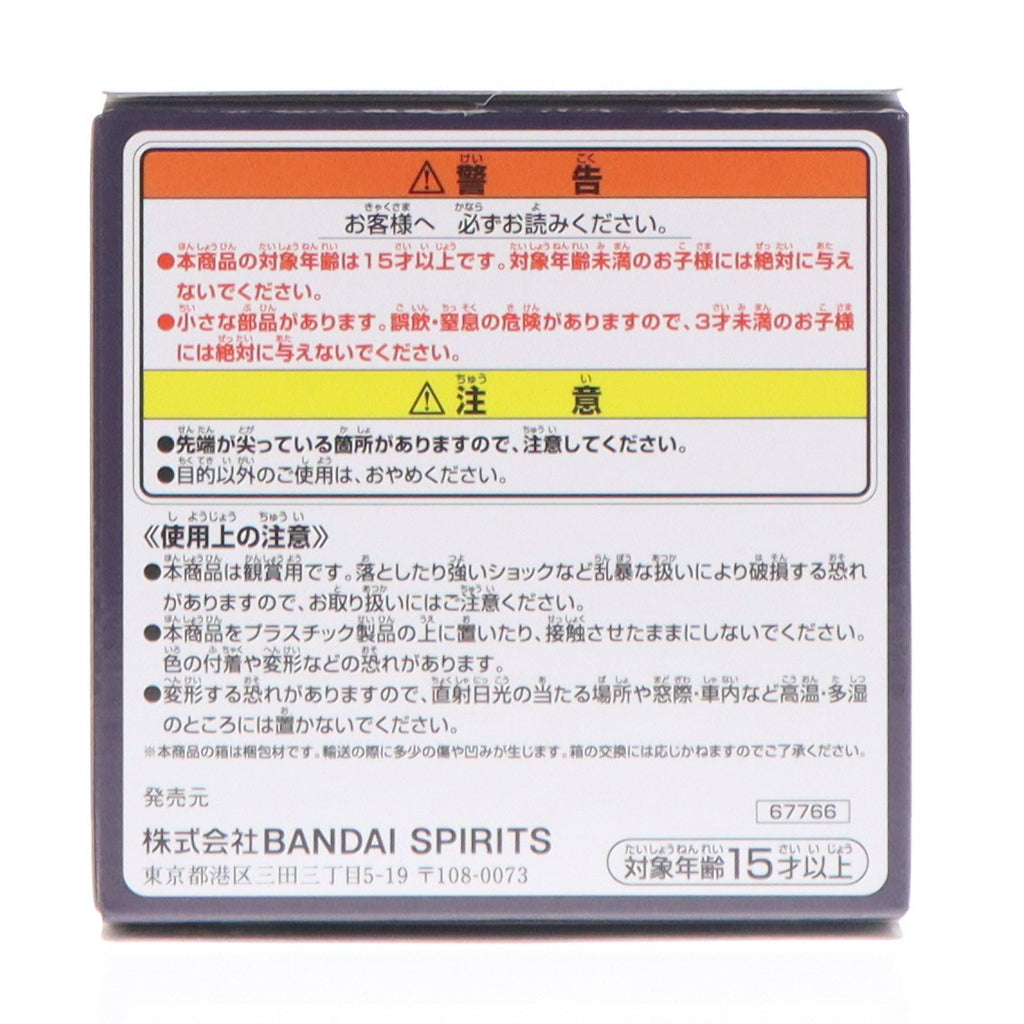 ⚠警告
お客様へ 必ずお読みください。
●本商品の対象年齢は15才以上です。対象年齢未満のお子様には絶対に与え
ないでください。
●小さな部品があります。誤飲・窒息の危険がありますので、3才未満のお子様
には絶対に与えないでください。
⚠注意
●先端が尖っている箇所がありますので、注意してください。
●目的以外のご使用は、おやめください。
《使用上の注意》
●本商品は観賞用です。落としたり強いショックなど乱暴な扱いにより破損する恐れ
がありますので、お取り扱いにはご注意ください。
●本商品をプラスチック製品の上に置いたり、接触させたままにしないでください。
色の付着や変形などの恐れがあります。
●変形する恐れがありますので、直射日光の当たる場所や窓際・車内など高温・多湿
のところには置かないでください。
※本商品の箱は梱包材です。輸送の際に多少の傷や凹みが生じます。箱の交換には応じかねますのでご了承ください。
発売元
67766
株式会社BANDAI SPIRITS
東京都港区三田三丁目5-19 〒108-0073
対象年齢15才以上